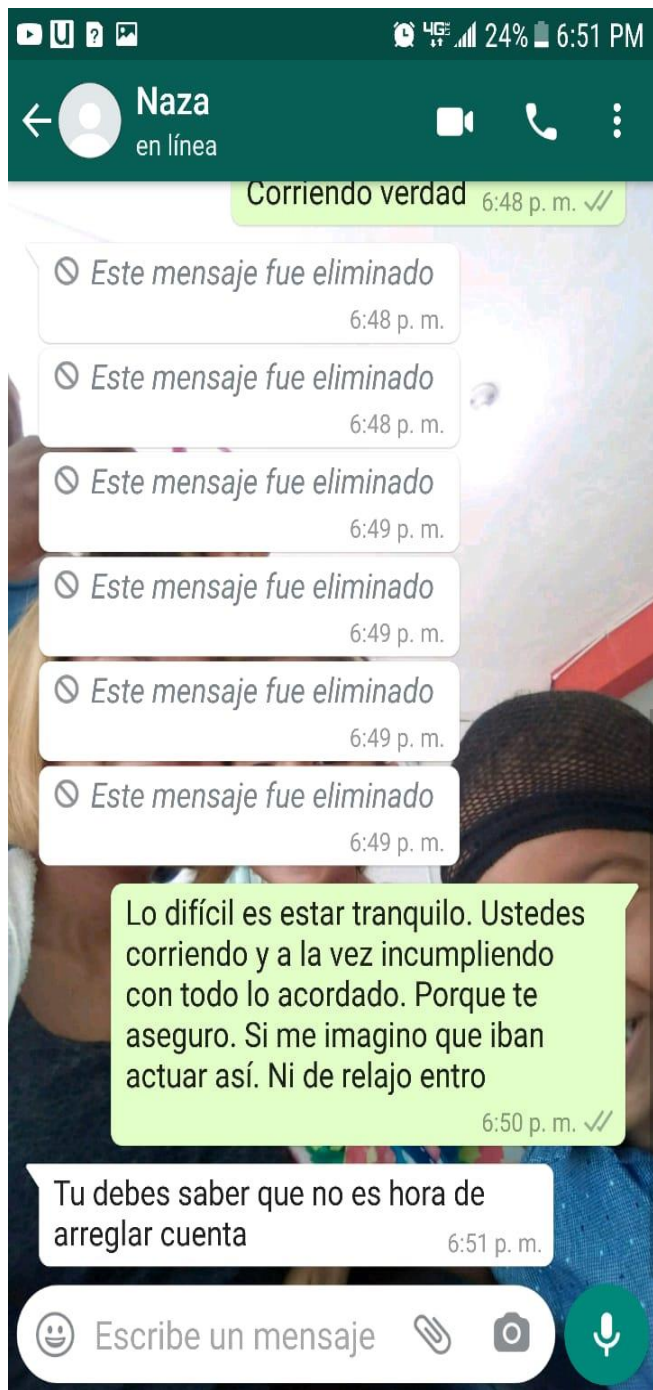 U ? 4GE 24% 6:51 PM
Naza
en línea
Corriendo verdad 6:48 p. m.
Este mensaje fue eliminado
6:48 p. m.
Este mensaje fue eliminado
6:48 p. m.
Este mensaje fue eliminado
6:49 p. m.
Este mensaje fue eliminado
6:49 p. m.
Este mensaje fue eliminado
6:49 p. m.
Este mensaje fue eliminado
6:49 p. m.
Lo difícil es estar tranquilo. Ustedes
corriendo y a la vez incumpliendo
con todo lo acordado. Porque te
aseguro. Si me imagino que iban
actuar así. Ni de relajo entro
6:50 p. m.
Tu debes saber que no es hora de
arreglar cuenta 6:51 p. m.
Escribe un mensaje